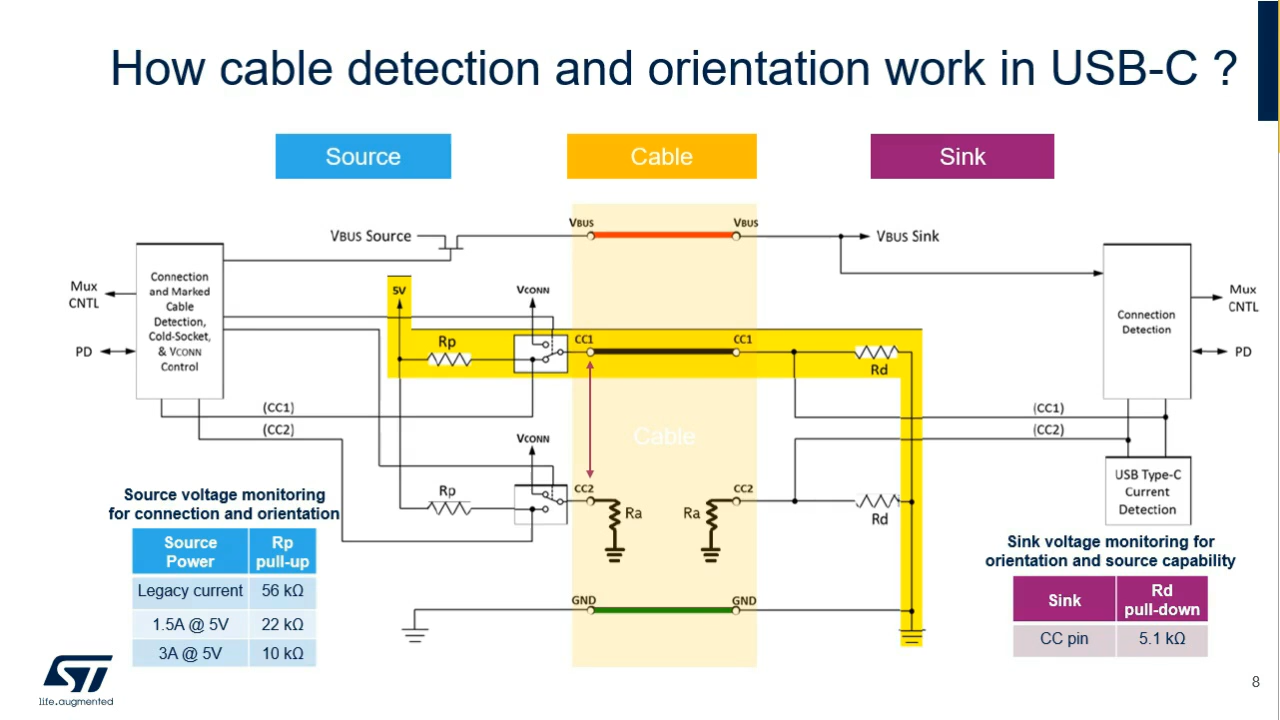 How cable detection and orientation work in USB-C ?
Source
Cable
Sink
VBUS Source
VBUS
VBUS
VBUS Sink
Connection
and Marked
Cable
Detection,
Cold-Socket,
& VCONN
Control
Mux
CNTL
PD
5V
VCONN
Rp
CC1
CC1
Rd
(CC1)
(CC2)
Cable
VCONN
Rp
CC2
Ra
Ra
CC2
Rd
(CC1)
(CC2)
Connection
Detection
Mux
CNTL
PD
USB Type-C
Current
Detection
GND
GND
Source voltage monitoring
for connection and orientation
Source
Power
Rp
pull-up
Legacy current
56 kΩ
1.5A @ 5V
22 kΩ
3A @ 5V
10 kΩ
Sink voltage monitoring for
orientation and source capability
Sink
Rd
pull-down
CC pin
5.1 kΩ
ST
life.augmented
8